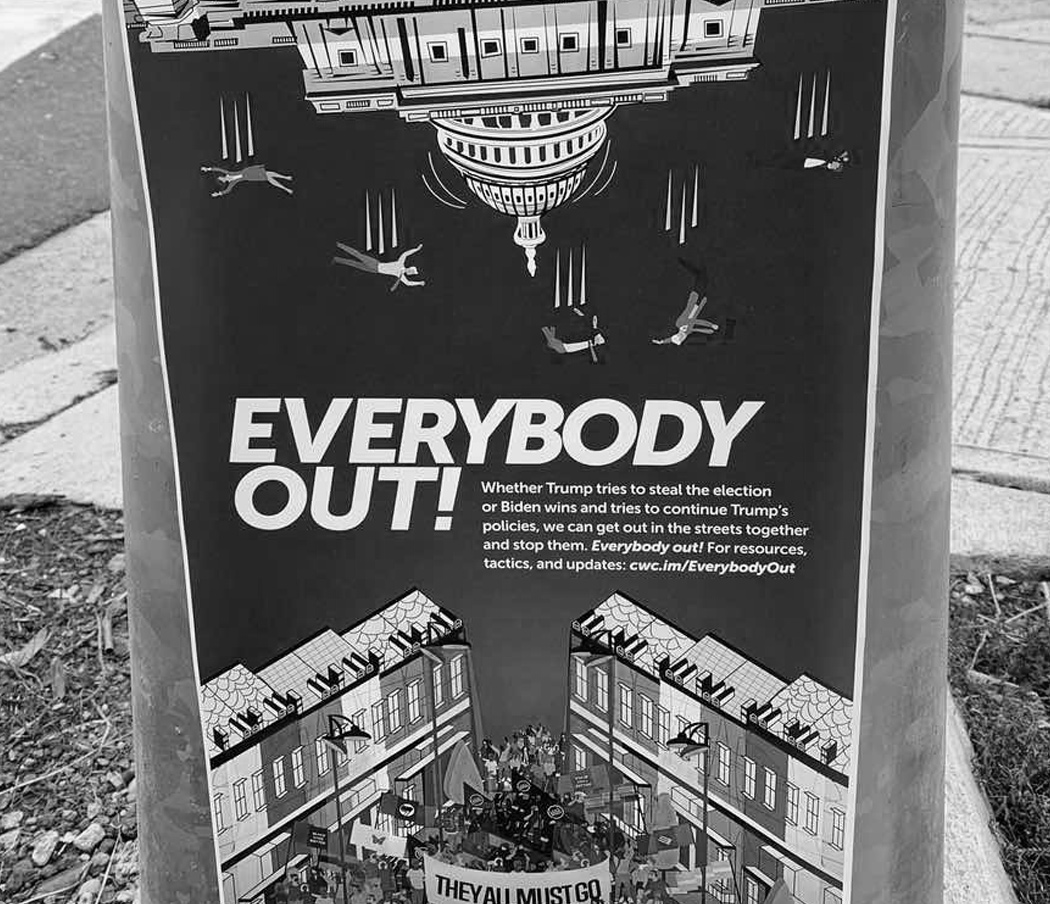 EVERYBODY
OUT!
Whether Trump tries to steal the election
or Biden wins and tries to continue Trump's
policies, we can get out in the streets together
and stop them. Everybody out! For resources,
tactics, and updates: cwc.im/EverybodyOut
THEY ALL MUST GO